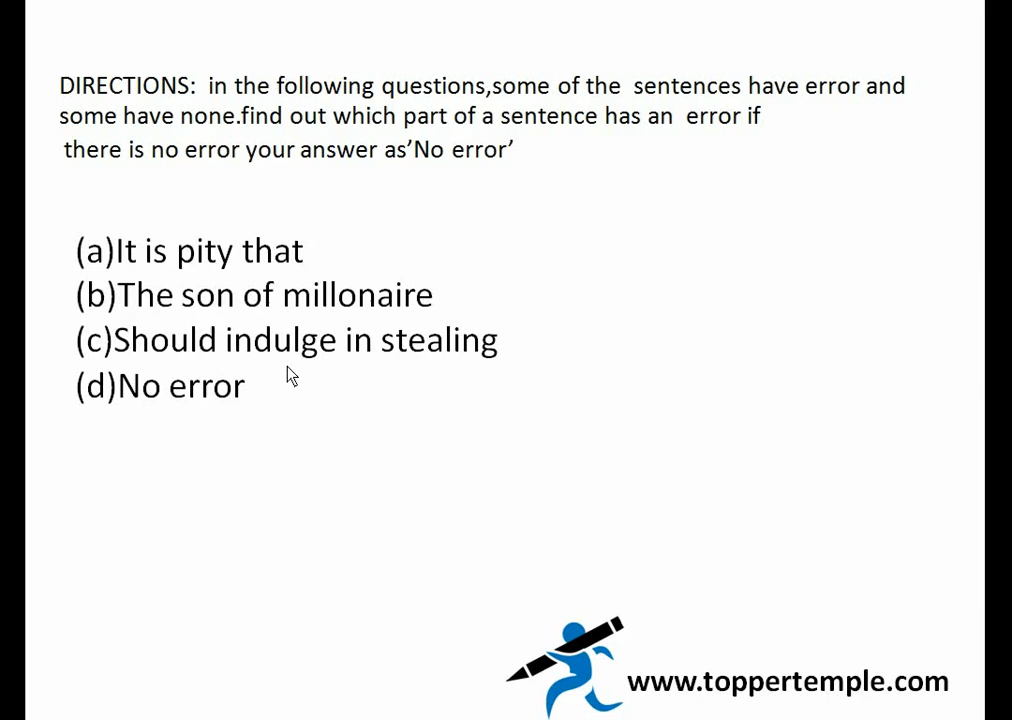 DIRECTIONS: in the following questions,some of the sentences have error and
some have none.find out which part of a sentence has an error if
there is no error your answer as’No error’
(a)It is pity that
(b)The son of millonaire
(c)Should indulge in stealing
(d)No error
www.toppertemple.com